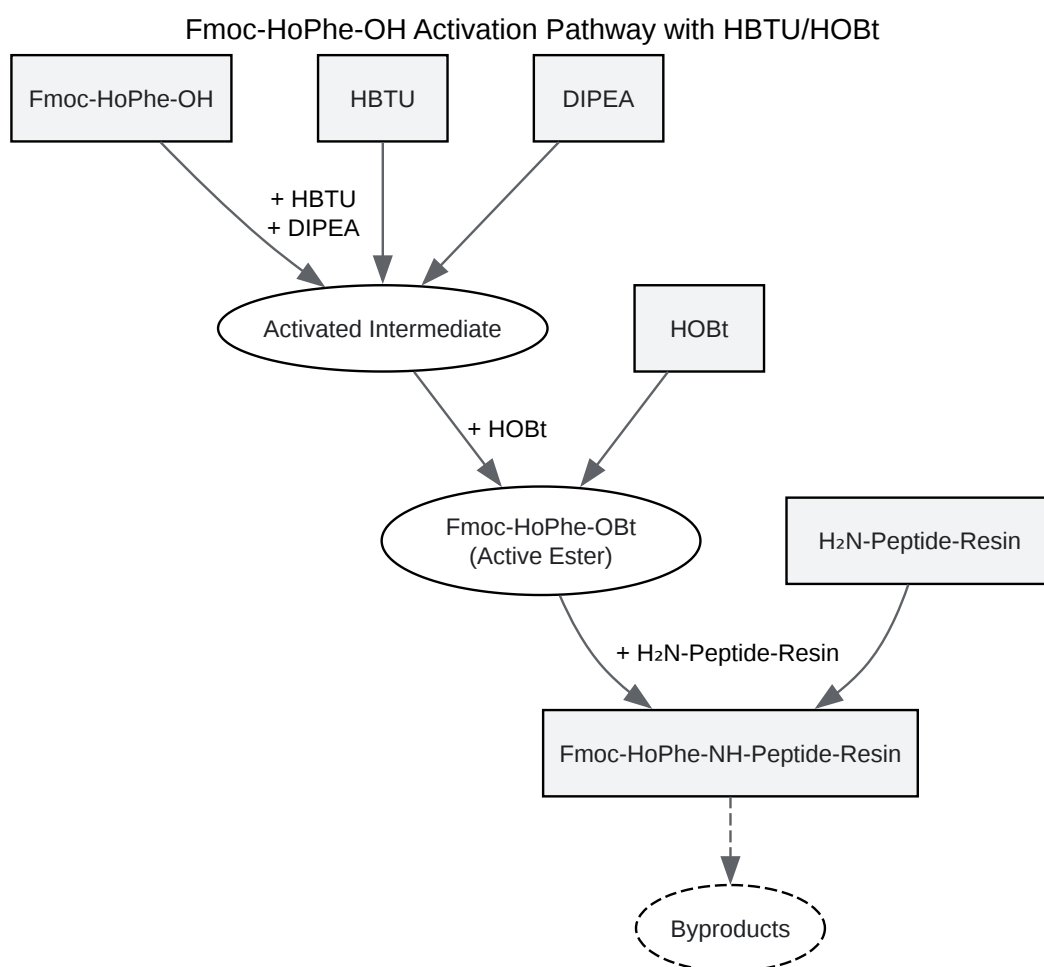 Fmoc-HoPhe-OH Activation Pathway with HBTU/HOBt
Fmoc-HoPhe-OH
HBTU
DIPEA
+ HBTU
+ DIPEA
Activated Intermediate
HOBt
+ HOBt
Fmoc-HoPhe-OBt
(Active Ester)
H₂N-Peptide-Resin
+ H₂N-Peptide-Resin
Fmoc-HoPhe-NH-Peptide-Resin
Byproducts